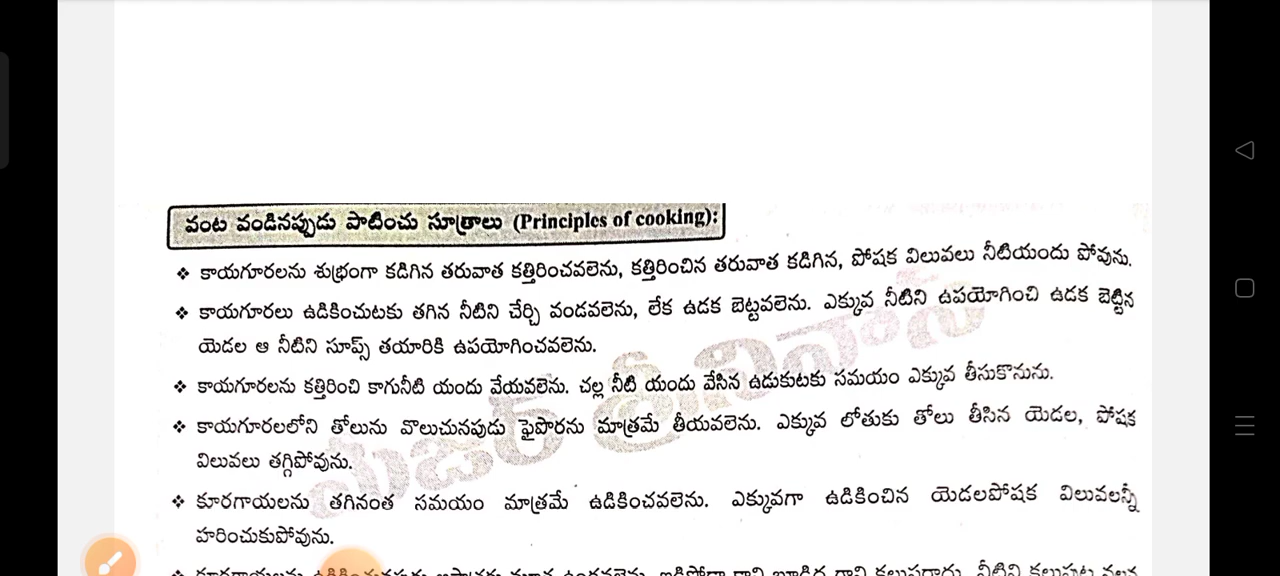 వంట వండినప్పుడు పాటించు సూత్రాలు (Principles of cooking):
❖ కాయగూరలను శుభ్రంగా కడిగిన తరువాత కత్తిరించవలెను, కత్తిరించిన తరువాత కడిగిన, పోషక విలువలు నీటియందు పోవును.
❖ కాయగూరలు ఉడికించుటకు తగిన నీటిని చేర్చి వండవలెను, లేక ఉడక బెట్టవలెను. ఎక్కువ నీటిని ఉపయోగించి ఉడక బెట్టిన
యెడల ఆ నీటిని సూప్స్ తయారికి ఉపయోగించవలెను.
❖ కాయగూరలను కత్తిరించి కాగునీటి యందు వేయవలెను. చల్ల నీటి యందు వేసిన ఉడుకుటకు సమయం ఎక్కువ తీసుకొనును.
❖ కాయగూరలలోని తోలును వొలుచునపుడు పైపొరను మాత్రమే తీయవలెను. ఎక్కువ లోతుకు తోలు తీసిన యెడల, పోషక
విలువలు తగ్గిపోవును.
❖ కూరగాయలను తగినంత సమయం మాత్రమే ఉడికించవలెను. ఎక్కువగా ఉడికించిన యెడలపోషక విలువలన్నీ
హరించుకుపోవును.